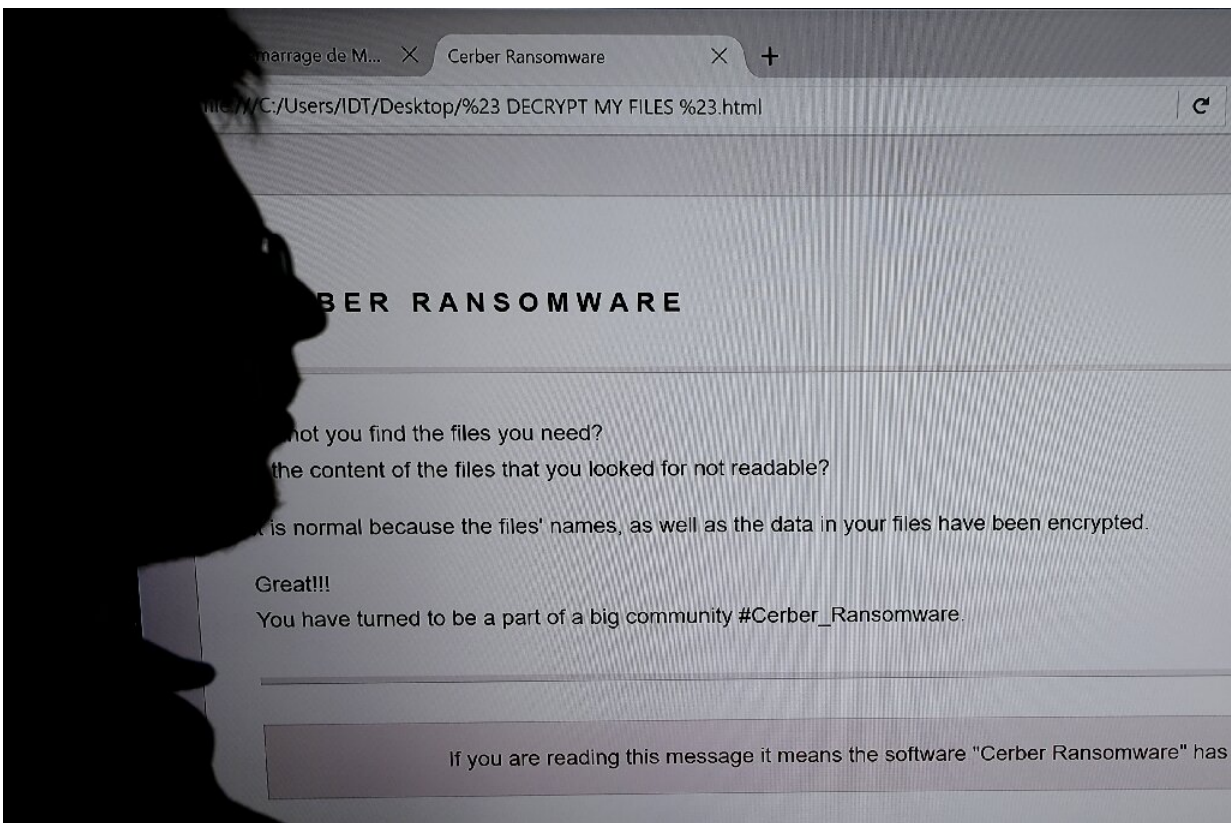 marrage de M...
Cerber Ransomware
/C:/Users/IDT/Desktop/%23 DECRYPT MY FILES %23.html
BER RANSOMWARE
not you find the files you need?
the content of the files that you looked for not readable?
is normal because the files' names, as well as the data in your files have been encrypted.
Great!!!
You have turned to be a part of a big community #Cerber_Ransomware.
If you are reading this message it means the software "Cerber Ransomware" has